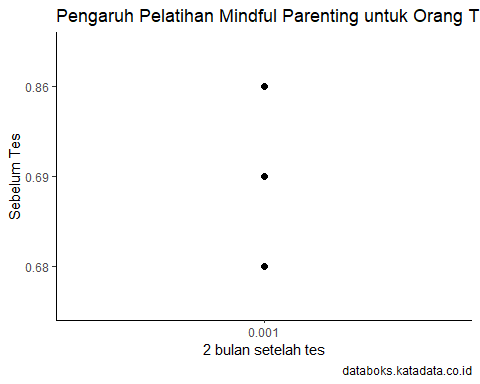 Pengaruh Pelatihan Mindful Parenting untuk Orang T
0.86
0.69
0.68
Sebelum Tes
0.001
2 bulan setelah tes
databoks.katadata.co.id